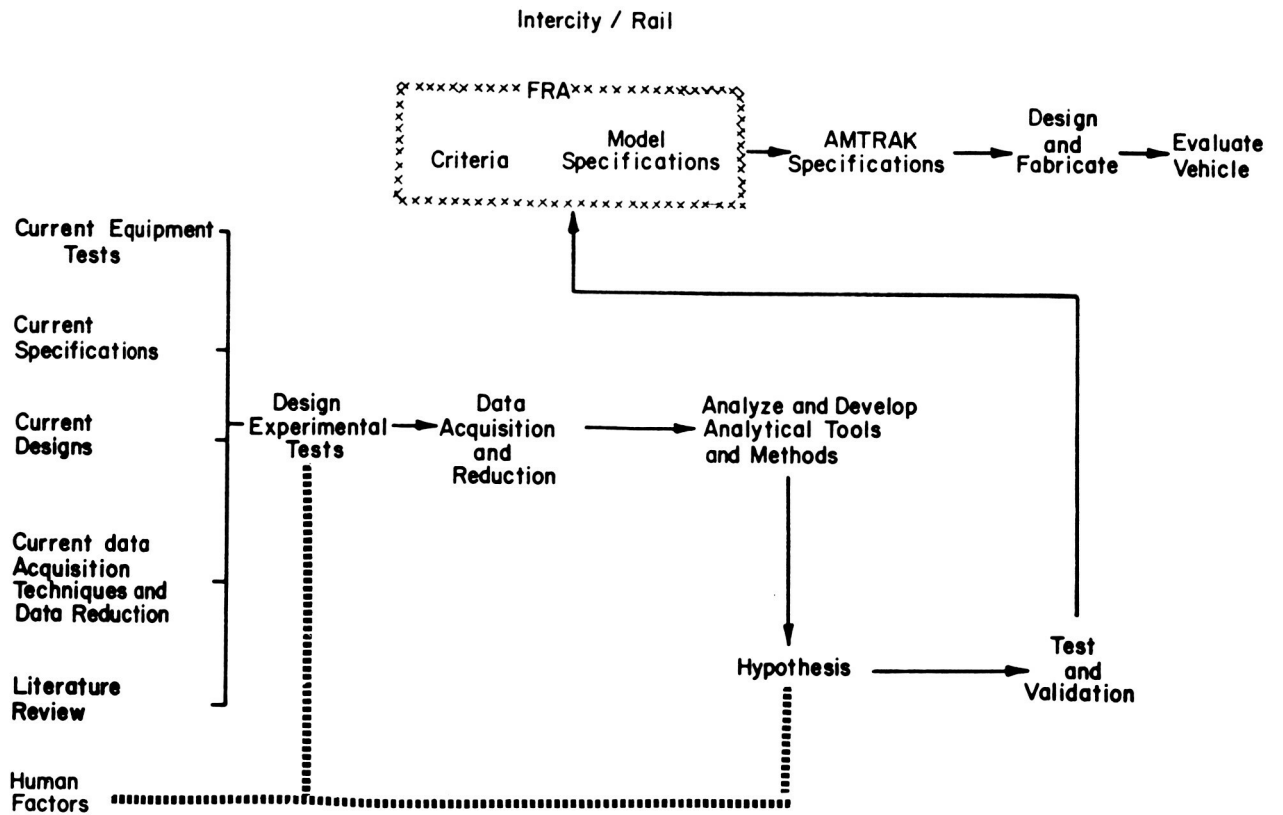 Intercity / Rail
FRA
Criteria
Model
Specifications
AMTRAK
Specifications
Design
and
Fabricate
Evaluate
Vehicle
Current Equipment
Tests
Current
Specifications
Current
Designs
Current data
Acquisition
Techniques and
Data Reduction
Literature
Review
Human
Factors
Design
Experimental
Tests
Data
Acquisition
and
Reduction
Analyze and Develop
Analytical Tools
and Methods
Hypothesis
Test
and
Validation